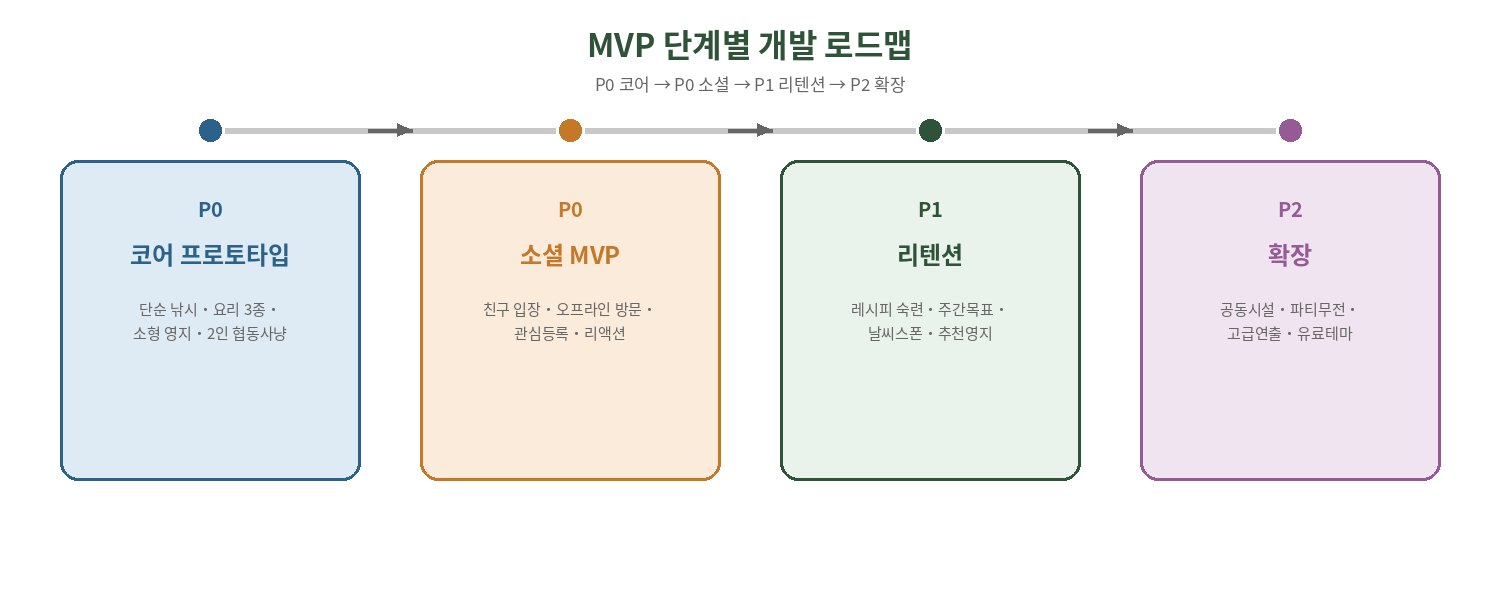 MVP 단계별 개발 로드맵
P0 코어 → P0 소셜 → P1 리텐션 → P2 확장
P0
코어 프로토타입
단순 낚시 · 요리 3종 ·
소형 영지 · 2인 협동사냥
P0
소셜 MVP
친구 입장 · 오프라인 방문 ·
관심등록 · 리액션
P1
리텐션
레시피 숙련 · 주간목표 ·
날씨스폰 · 추천영지
P2
확장
공동시설 · 파티무전 ·
고급연출 · 유료테마